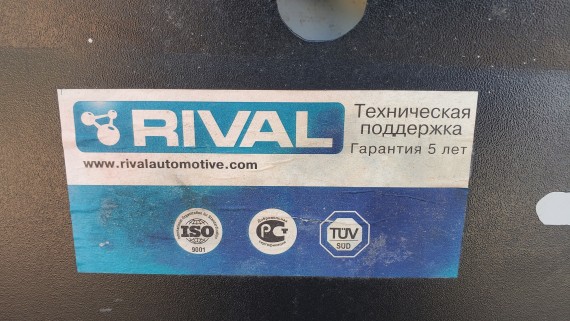 RIVAL
www.rivalautomotive.com
Техническая
поддержка
Гарантия 5 лет
ISO
9001
РС
TÜV
SÜD